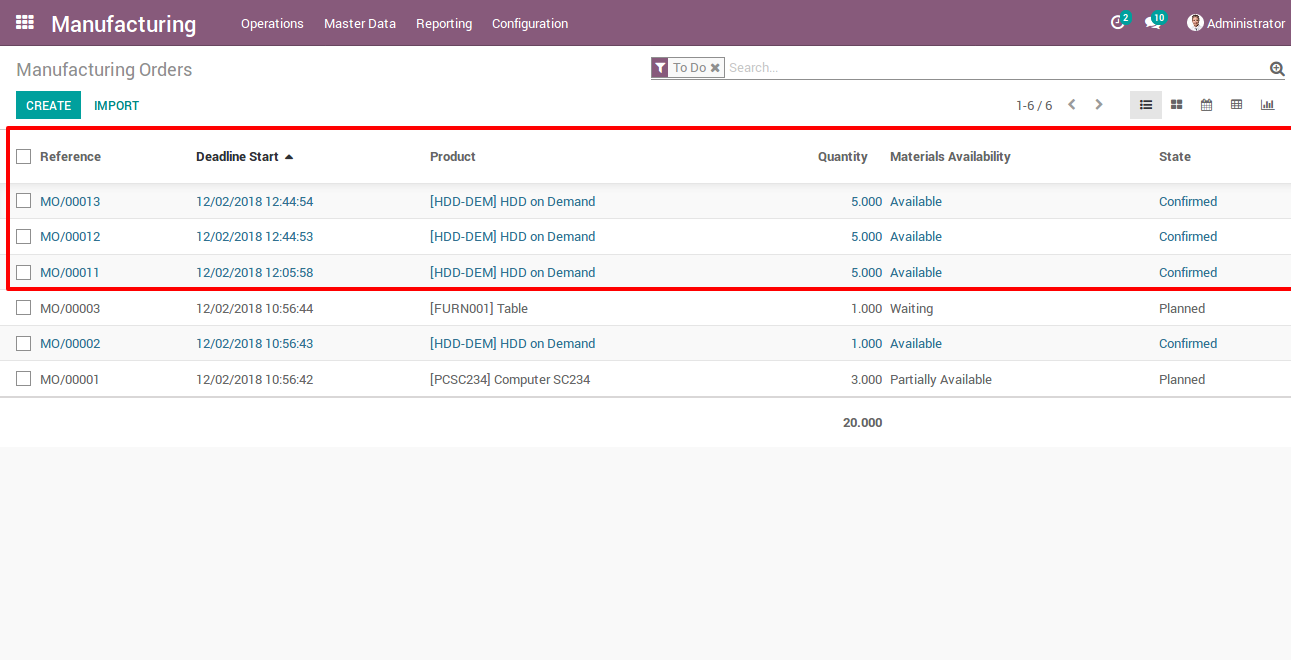 Manufacturing Operations Master Data Reporting Configuration 2 10 Administrator
Manufacturing Orders To Do Search...
CREATE IMPORT 1-6 / 6
Reference Deadline Start Product Quantity Materials Availability State
MO/00013 12/02/2018 12:44:54 [HDD-DEM] HDD on Demand 5.000 Available Confirmed
MO/00012 12/02/2018 12:44:53 [HDD-DEM] HDD on Demand 5.000 Available Confirmed
MO/00011 12/02/2018 12:05:58 [HDD-DEM] HDD on Demand 5.000 Available Confirmed
MO/00003 12/02/2018 10:56:44 [FURN001] Table 1.000 Waiting Planned
MO/00002 12/02/2018 10:56:43 [HDD-DEM] HDD on Demand 1.000 Available Confirmed
MO/00001 12/02/2018 10:56:42 [PCSC234] Computer SC234 3.000 Partially Available Planned
20.000